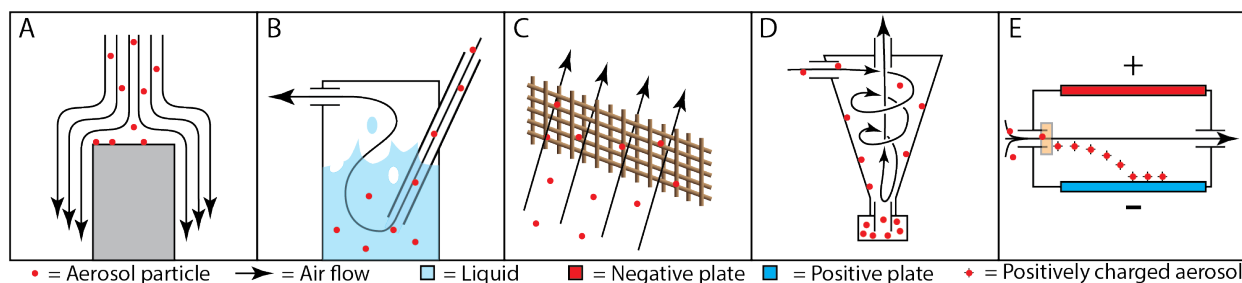 A
B
C
D
E
+
-
= Aerosol particle = Air flow = Liquid = Negative plate = Positive plate = Positively charged aerosol